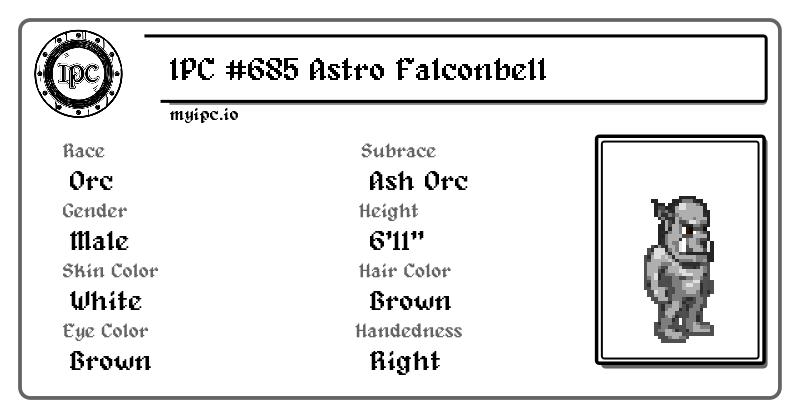 IPC
IPC #685 Astro Falconbell
myipc.io
Race
Orc
Subrace
Ash Orc
Gender
Male
Height
6'11"
Skin Color
White
Hair Color
Brown
Eye Color
Brown
Handedness
Right